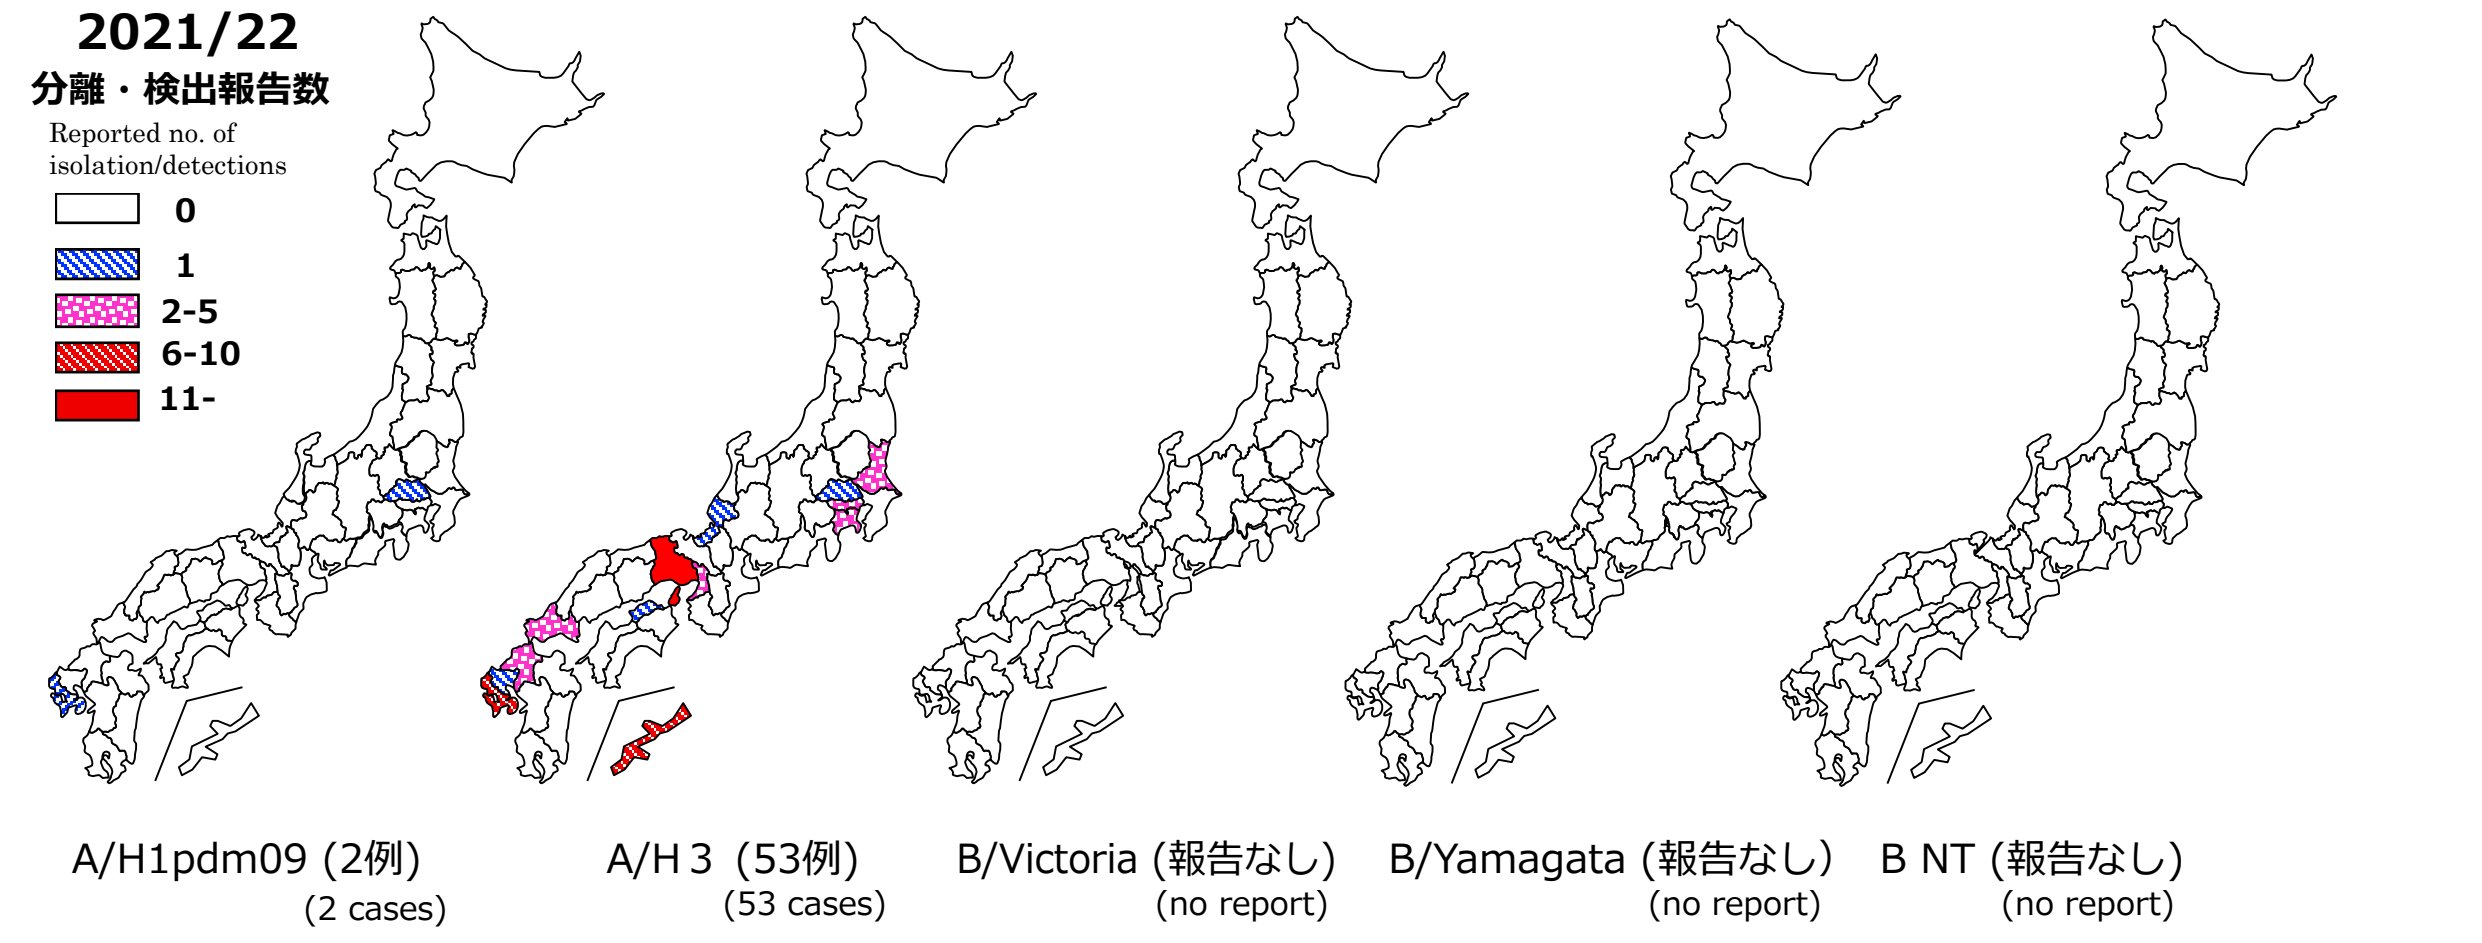 2021/22
分離・検出報告数
Reported no. of
isolation/detections
0
1
2-5
6-10
11-
A/H1pdm09 (2例)
(2 cases)
A/H３ (53例)
(53 cases)
B/Victoria (報告なし)
(no report)
B/Yamagata (報告なし）
(no report)
B NT (報告なし)
(no report)